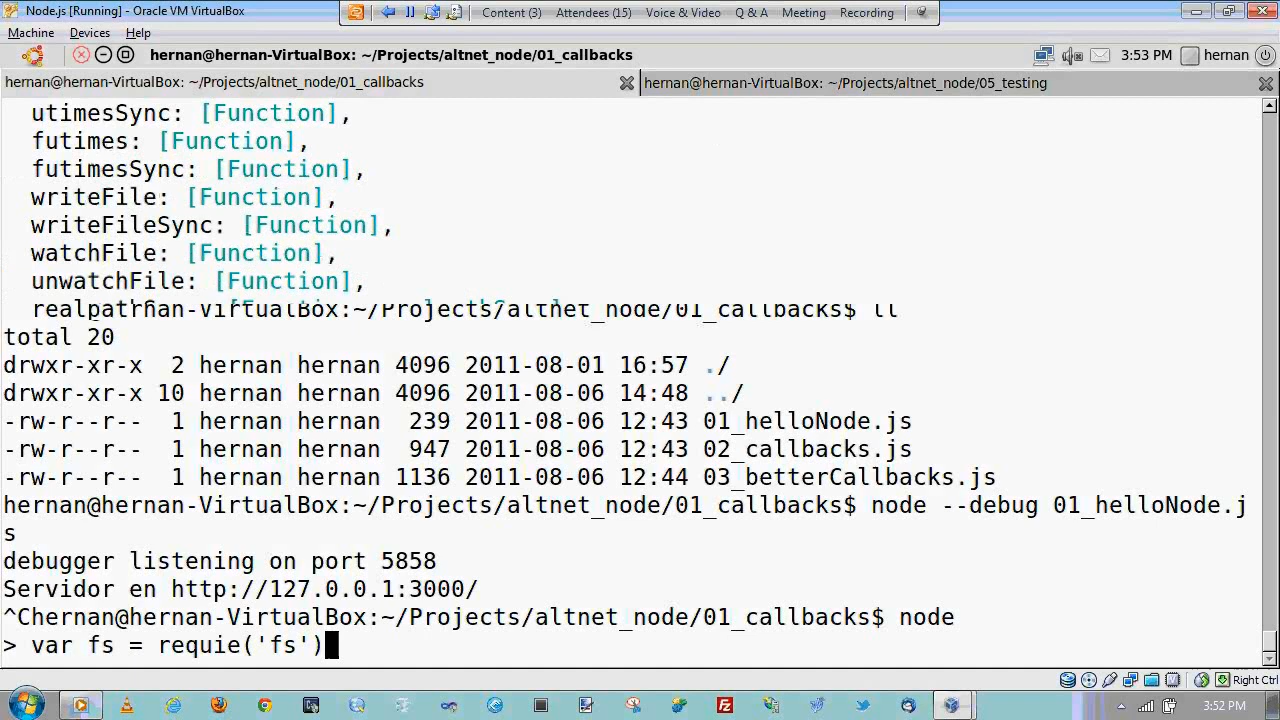 Node.js [Running] - Oracle VM VirtualBox
Content (3) Attendees (15) Voice & Video Q & A Meeting Recording
Machine Devices Help
hernan@hernan-VirtualBox: ~/Projects/altnet_node/01_callbacks 3:53 PM hernan
hernan@hernan-VirtualBox: ~/Projects/altnet_node/01_callbacks hernan@hernan-VirtualBox: ~/Projects/altnet_node/05_testing
utimesSync: [Function],
futimes: [Function],
futimesSync: [Function],
writeFile: [Function],
writeFileSync: [Function],
watchFile: [Function],
unwatchFile: [Function],
realpatrnan-VirtualBox:~/Projects/altnet_node/01_callbacks$ ll
total 20
drwxr-xr-x 2 hernan hernan 4096 2011-08-01 16:57 ./
drwxr-xr-x 10 hernan hernan 4096 2011-08-06 14:48 ../
-rw-r--r-- 1 hernan hernan 239 2011-08-06 12:43 01_helloNode.js
-rw-r--r-- 1 hernan hernan 947 2011-08-06 12:43 02_callbacks.js
-rw-r--r-- 1 hernan hernan 1136 2011-08-06 12:44 03_betterCallbacks.js
hernan@hernan-VirtualBox:~/Projects/altnet_node/01_callbacks$ node --debug 01_helloNode.j
s
debugger listening on port 5858
Servidor en http://127.0.0.1:3000/
^Chernan@hernan-VirtualBox:~/Projects/altnet_node/01_callbacks$ node
> var fs = requie('fs')
Right Ctrl
3:52 PM